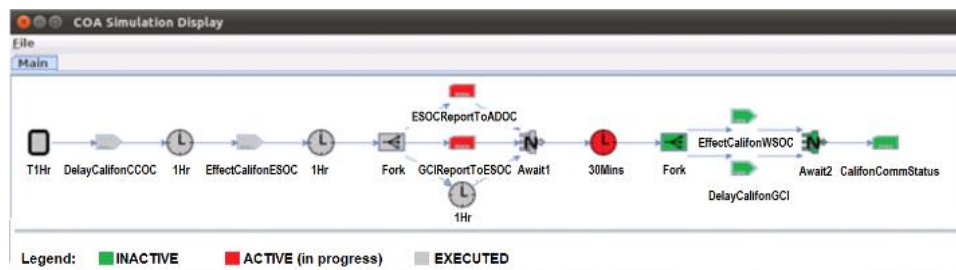 COA Simulation Display
File
Main
ESOCReportToADOC
EffectCalifonWSOC
T1Hr DelayCalifonCCOC 1Hr EffectCalifonESOC 1Hr Fork GCIReportToESOC Await1 30Mins Fork Await2 CalifonCommStatus
DelayCalifonGCI
1Hr
Legend: INACTIVE ACTIVE (in progress) EXECUTED